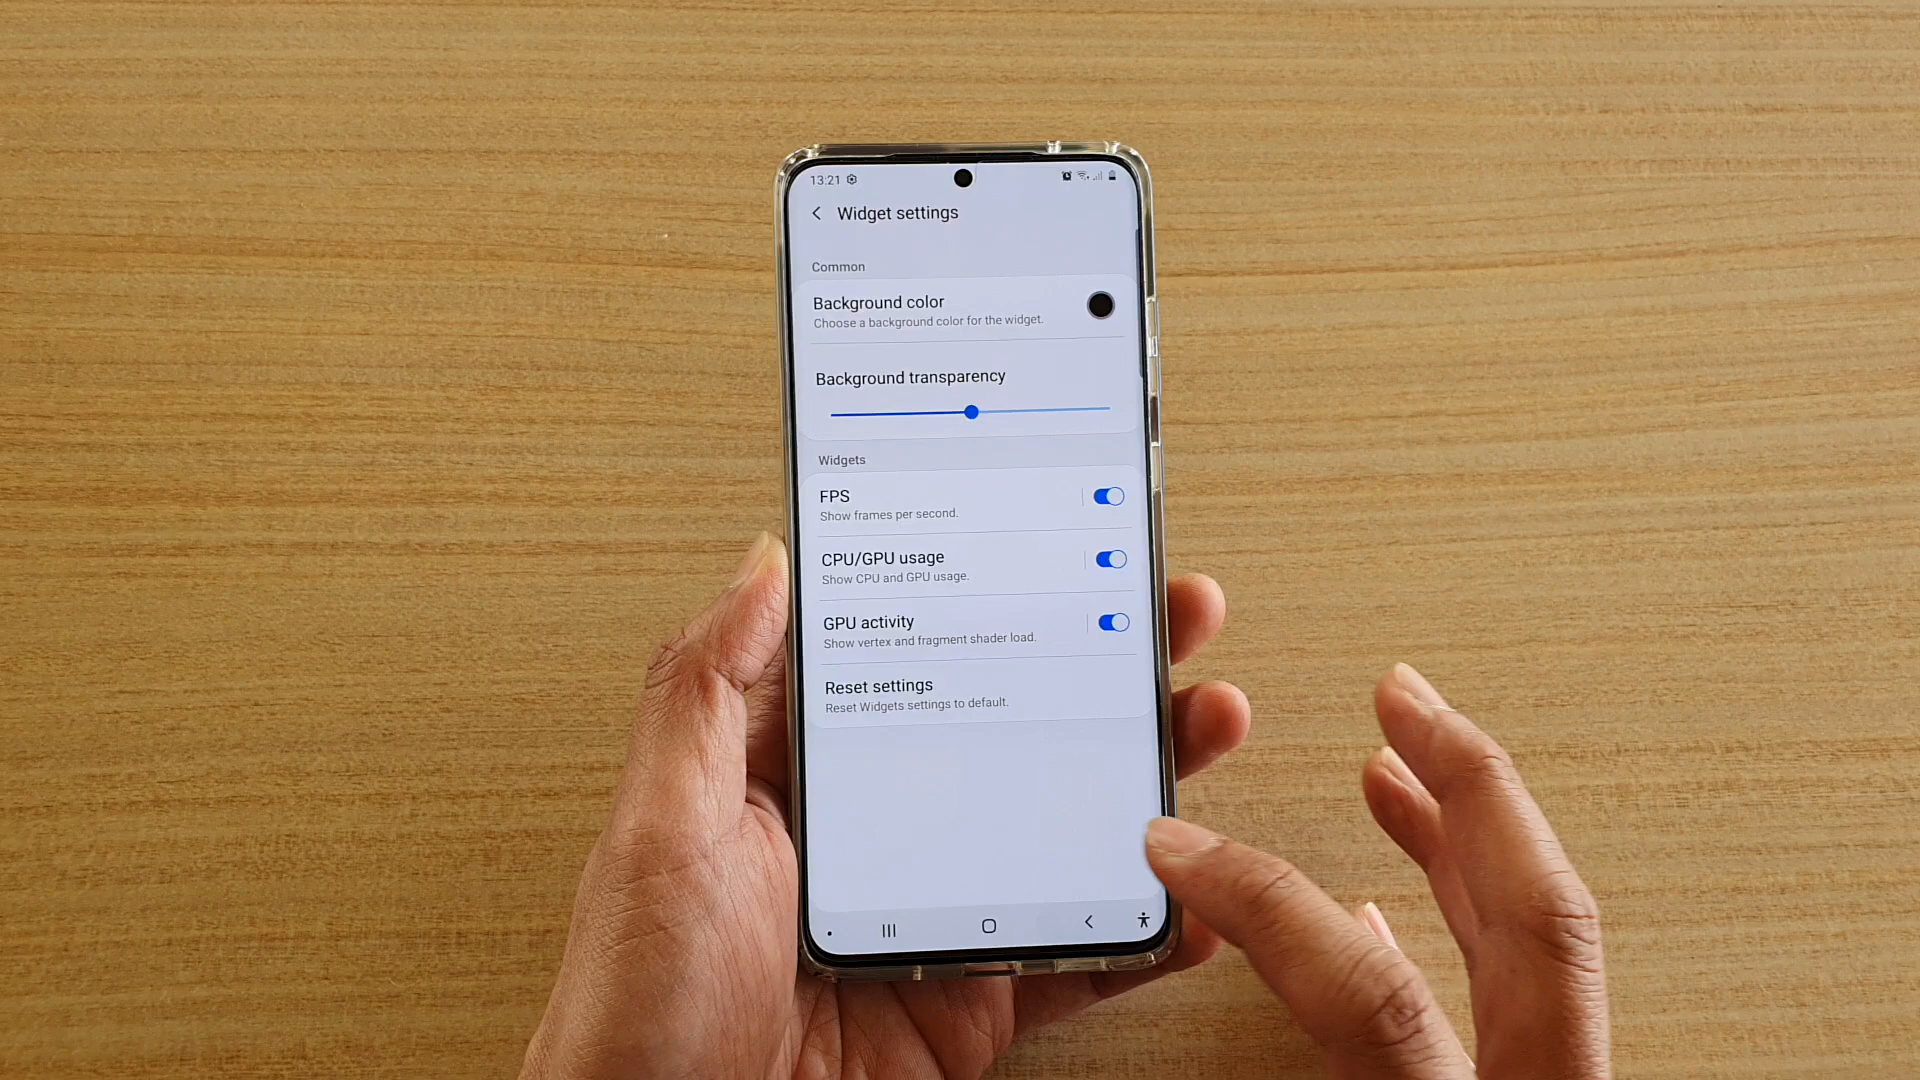 13:21
Widget settings
Common
Background color
Choose a background color for the widget.
Background transparency
Widgets
FPS
Show frames per second.
CPU/GPU usage
Show CPU and GPU usage.
GPU activity
Show vertex and fragment shader load.
Reset settings
Reset Widgets settings to default.